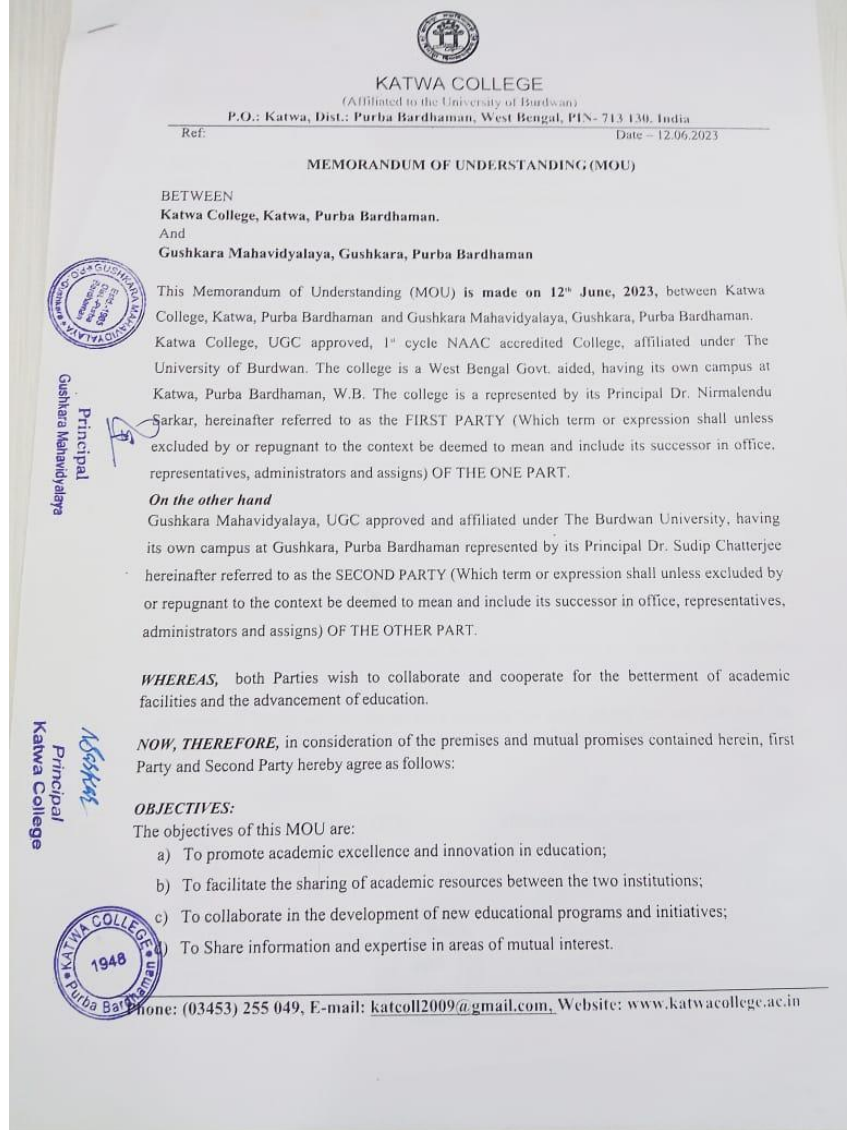 KATWA COLLEGE
(Affiliated to the University of Burdwan)
P.O.: Katwa, Dist.: Purba Bardhaman, West Bengal, PIN- 713 130. India
Ref:
Date – 12.06.2023
MEMORANDUM OF UNDERSTANDING (MOU)
BETWEEN
Katwa College, Katwa, Purba Bardhaman.
And
Gushkara Mahavidyalaya, Gushkara, Purba Bardhaman
This Memorandum of Understanding (MOU) is made on 12th June, 2023, between Katwa
College, Katwa, Purba Bardhaman and Gushkara Mahavidyalaya, Gushkara, Purba Bardhaman.
Katwa College, UGC approved, 1st cycle NAAC accredited College, affiliated under The
University of Burdwan. The college is a West Bengal Govt. aided, having its own campus at
Katwa, Purba Bardhaman, W.B. The college is a represented by its Principal Dr. Nirmalendu
Sarkar, hereinafter referred to as the FIRST PARTY (Which term or expression shall unless
excluded by or repugnant to the context be deemed to mean and include its successor in office,
representatives, administrators and assigns) OF THE ONE PART.
On the other hand
Gushkara Mahavidyalaya, UGC approved and affiliated under The Burdwan University, having
its own campus at Gushkara, Purba Bardhaman represented by its Principal Dr. Sudip Chatterjee
hereinafter referred to as the SECOND PARTY (Which term or expression shall unless excluded by
or repugnant to the context be deemed to mean and include its successor in office, representatives,
administrators and assigns) OF THE OTHER PART.
WHEREAS, both Parties wish to collaborate and cooperate for the betterment of academic
facilities and the advancement of education.
NOW, THEREFORE, in consideration of the premises and mutual promises contained herein, first
Party and Second Party hereby agree as follows:
OBJECTIVES:
The objectives of this MOU are:
a) To promote academic excellence and innovation in education;
b) To facilitate the sharing of academic resources between the two institutions;
c) To collaborate in the development of new educational programs and initiatives;
d) To Share information and expertise in areas of mutual interest.
Phone: (03453) 255 049, E-mail: katcoll2009@gmail.com, Website: www.katwacollege.ac.in
GUSHKARA MAHAVIDYALAYA
P.O.-Gushkara
Estd.-1965
Dist.-Purba
Bardhaman
Principal
Gushkara Mahavidyalaya
NSarkar
Principal
Katwa College
KATWA COLLEGE
1948
Purba Bardhaman